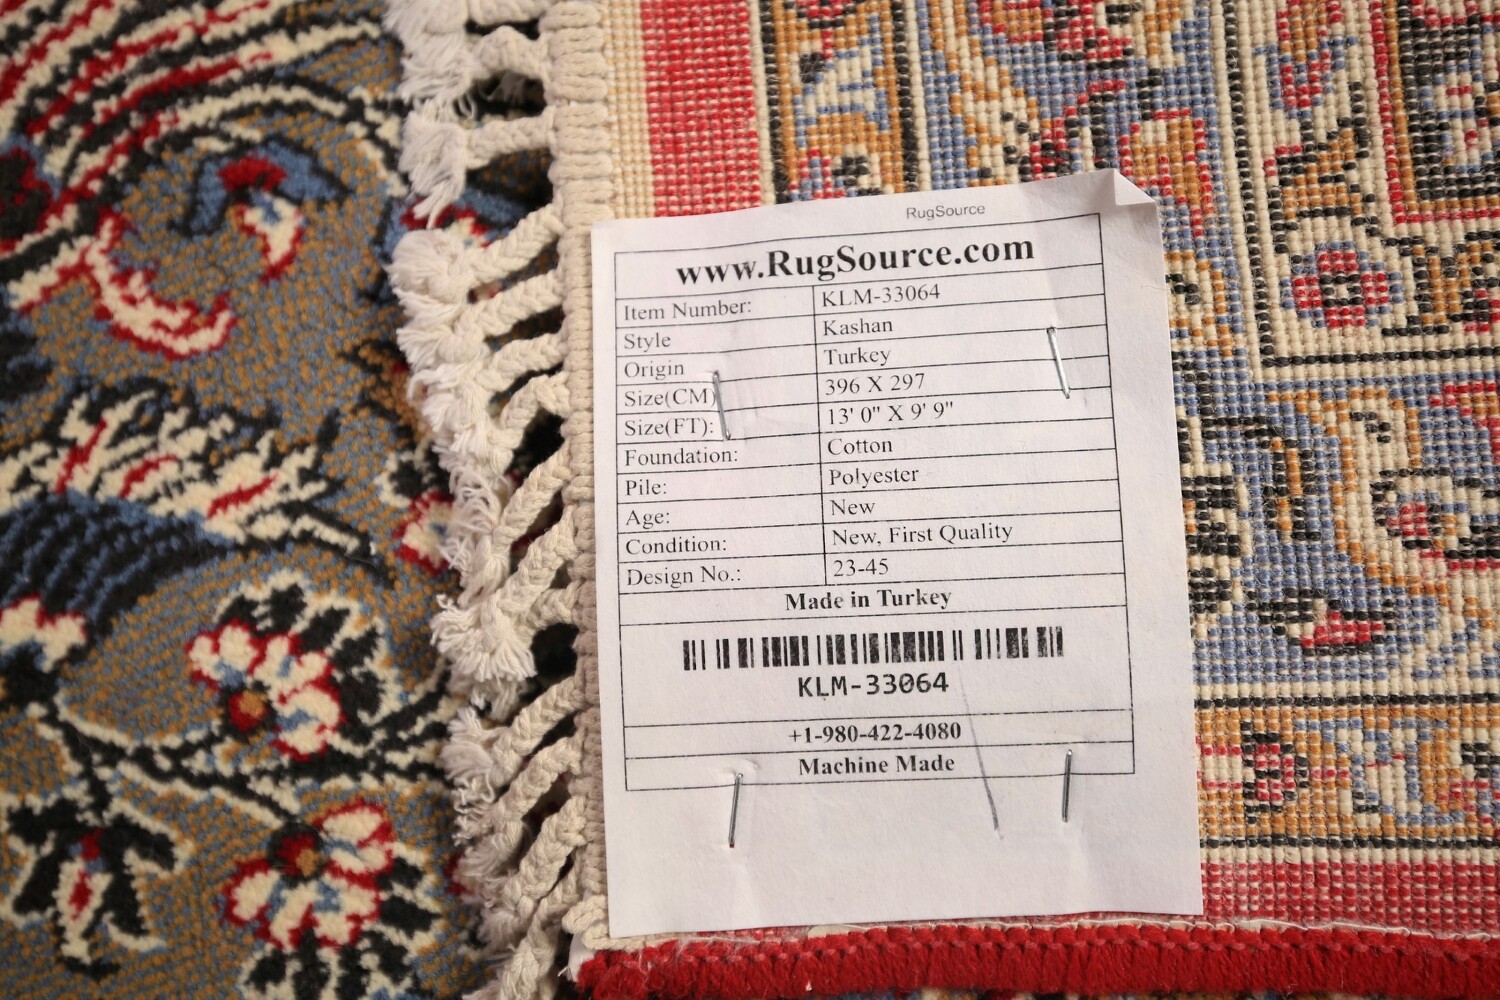 RugSource
www.RugSource.com
Item Number: KLM-33064
Style Kashan
Origin Turkey
Size(CM) 396 X 297
Size(FT): 13' 0" X 9' 9"
Foundation: Cotton
Pile: Polyester
Age: New
Condition: New, First Quality
Design No.: 23-45
Made in Turkey
KLM-33064
+1-980-422-4080
Machine Made